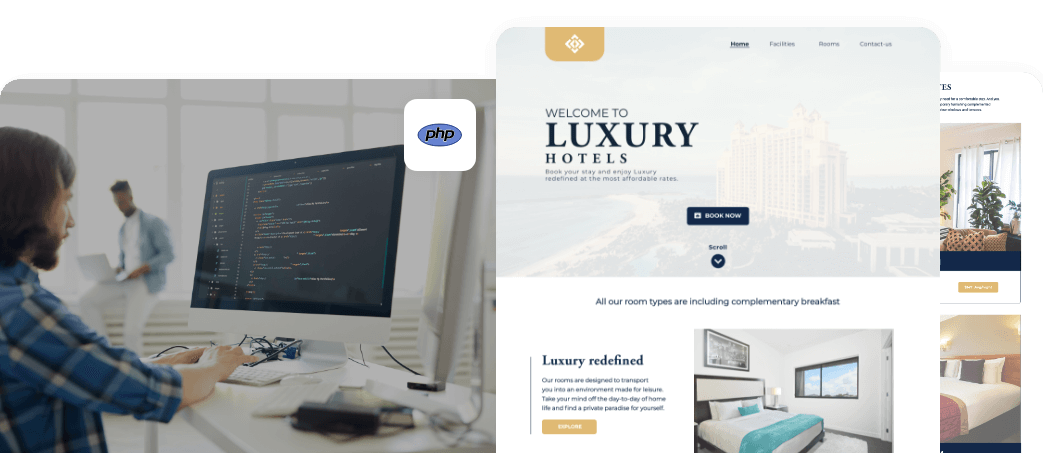 php
Home Facilities Rooms Contact-us
WELCOME TO
LUXURY
HOTELS
Book your stay and enjoy Luxury
redefined at the most affordable rates.
BOOK NOW
Scroll
All our room types are including complementary breakfast
Luxury redefined
Our rooms are designed to transport
you into an environment made for leisure.
Take your mind off the day-to-day of home
life and find a private paradise for yourself.
EXPLORE